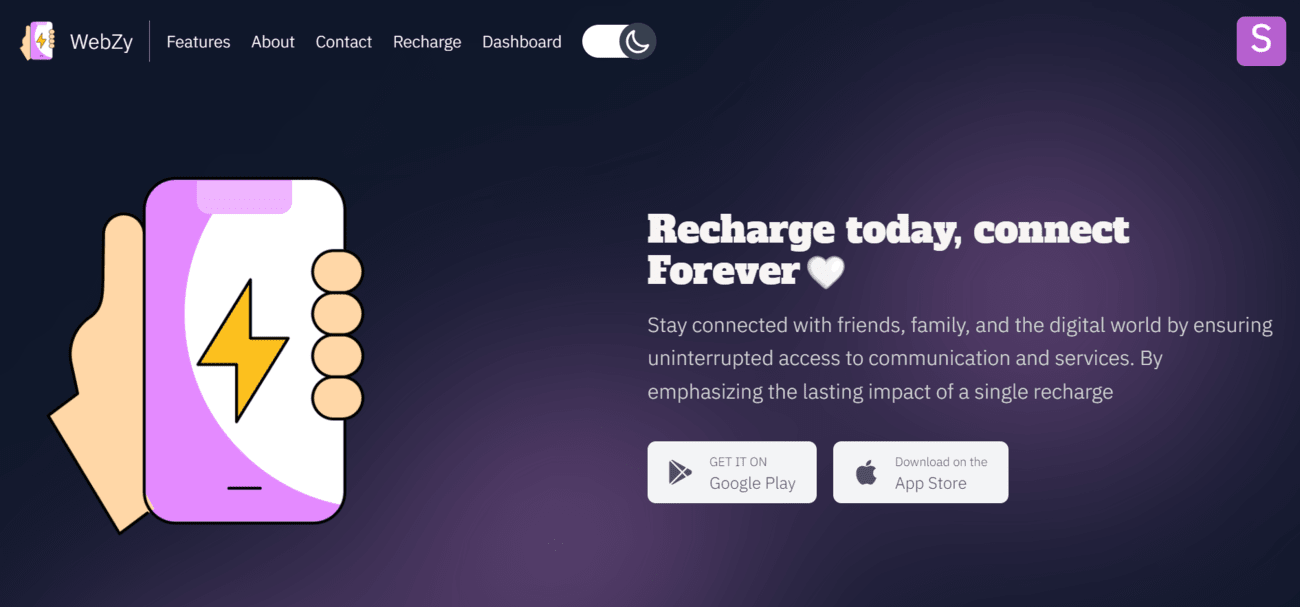 WebZy
Features About Contact Recharge Dashboard
S
Recharge today, connect
Forever🤍
Stay connected with friends, family, and the digital world by ensuring
uninterrupted access to communication and services. By
emphasizing the lasting impact of a single recharge
GET IT ON
Google Play
Download on the
App Store